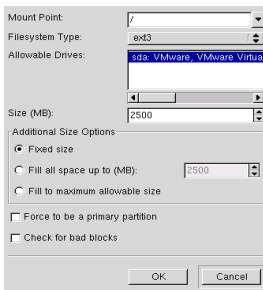 Mount Point: /
Filesystem Type: ext3
Allowable Drives: sda: VMware, VMware Virtua
Size (MB): 2500
Additional Size Options
Fixed size
Fill all space up to (MB): 2500
Fill to maximum allowable size
Force to be a primary partition
Check for bad blocks
OK Cancel